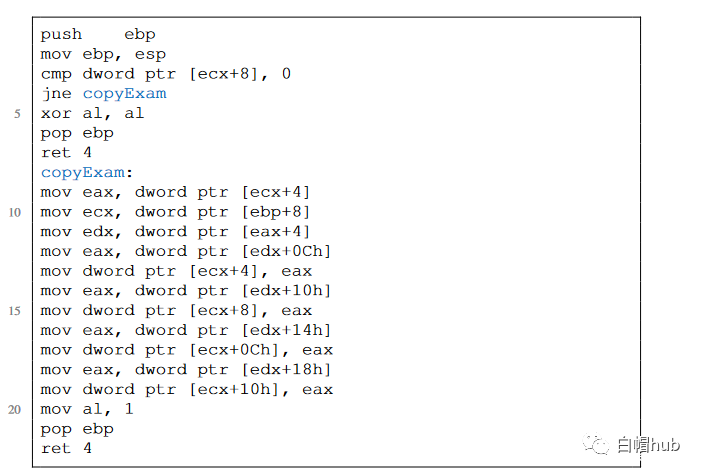 push    ebp
mov ebp, esp
cmp dword ptr [ecx+8], 0
jne copyExam
5 xor al, al
pop ebp
ret 4
copyExam:
mov eax, dword ptr [ecx+4]
10 mov ecx, dword ptr [ebp+8]
mov edx, dword ptr [eax+4]
mov eax, dword ptr [edx+0Ch]
mov dword ptr [ecx+4], eax
mov eax, dword ptr [edx+10h]
15 mov dword ptr [ecx+8], eax
mov eax, dword ptr [edx+14h]
mov dword ptr [ecx+0Ch], eax
mov eax, dword ptr [edx+18h]
mov dword ptr [ecx+10h], eax
20 mov al, 1
pop ebp
ret 4
白帽hub